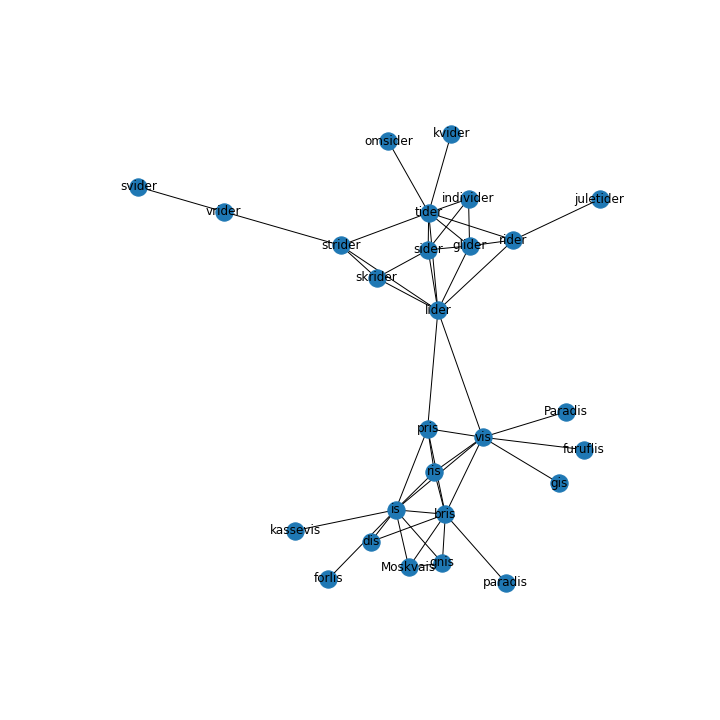 kvider
omsider
svider
individer
juletider
vrider
tider
strider
sider
glider
rider
skrider
lider
Paradis
pris
vis
furuflis
ris
gis
is
bris
kassevis
dis
Moskvais
gnis
forlis
paradis